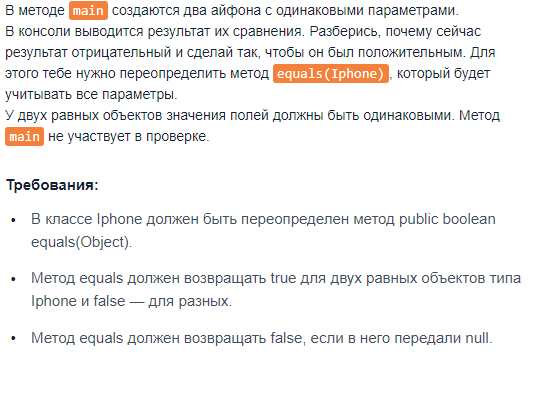 В методе main создаются два айфона с одинаковыми параметрами.
В консоли выводится результат их сравнения. Разберись, почему сейчас
результат отрицательный и сделай так, чтобы он был положительным. Для
этого тебе нужно переопределить метод equals(Iphone), который будет
учитывать все параметры.
У двух равных объектов значения полей должны быть одинаковыми. Метод
main не участвует в проверке.
Требования:
• В классе Iphone должен быть переопределен метод public boolean
equals(Object).
• Метод equals должен возвращать true для двух равных объектов типа
Iphone и false — для разных.
• Метод equals должен возвращать false, если в него передали null.